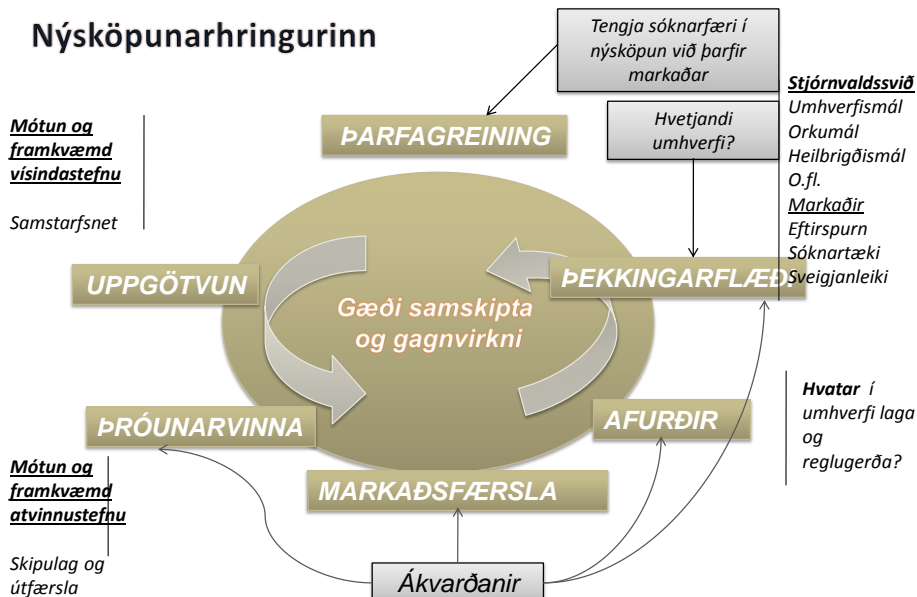 Nýsköpunarhringurinn
Tengja sóknarfæri í
nýsköpun við þarfir
markaðar
Stjórnvaldssvið
Umhverfismál
Orkumál
Heilbrigðismál
O.fl.
Markaðir
Eftirspurn
Sóknartæki
Sveigjanleiki
Hvetjandi
umhverfi?
Mótun og
framkvæmd
vísindastefnu
Samstarfsnet
ÞARFAGREINING
UPPGÖTVUN
ÞEKKINGARFLÆÐI
Gæði samskipta
og gagnvirkni
ÞRÓUNARVINNA
AFURÐIR
MARKAÐSFÆRSLA
Hvatar í
umhverfi laga
og
reglugerða?
Mótun og
framkvæmd
atvinnustefnu
Skipulag og
útfærsla
Ákvarðanir